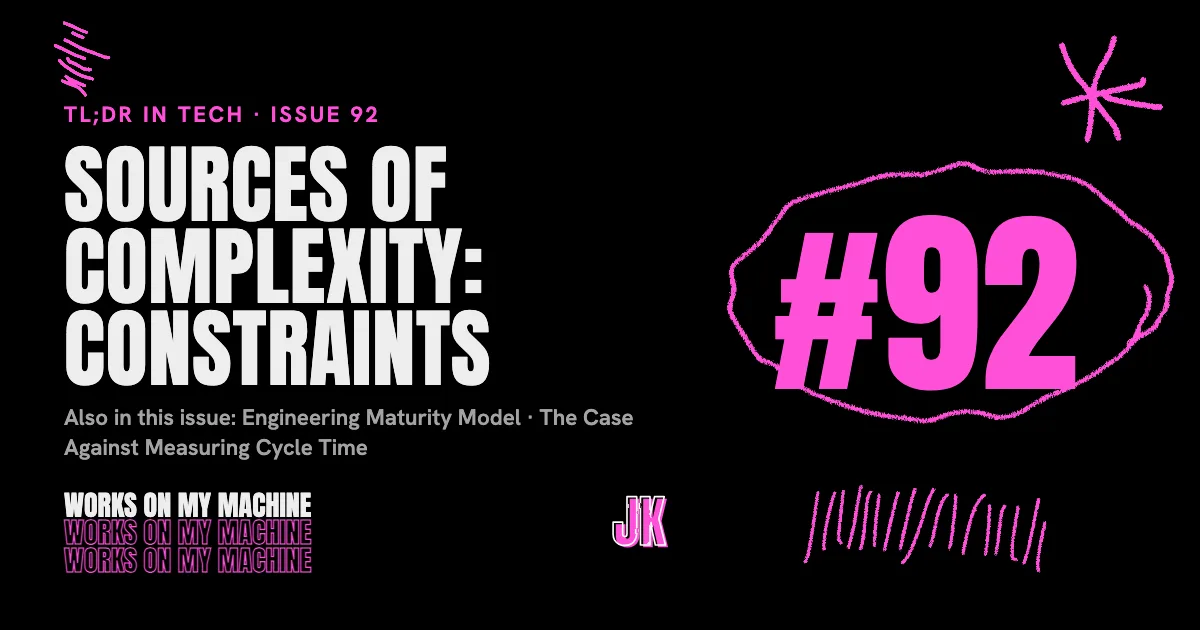 TL;DR IN TECH · ISSUE 92
SOURCES OF
COMPLEXITY:
CONSTRAINTS
#92
Also in this issue: Engineering Maturity Model · The Case
Against Measuring Cycle Time
WORKS ON MY MACHINE
WORKS ON MY MACHINE
WORKS ON MY MACHINE
JK